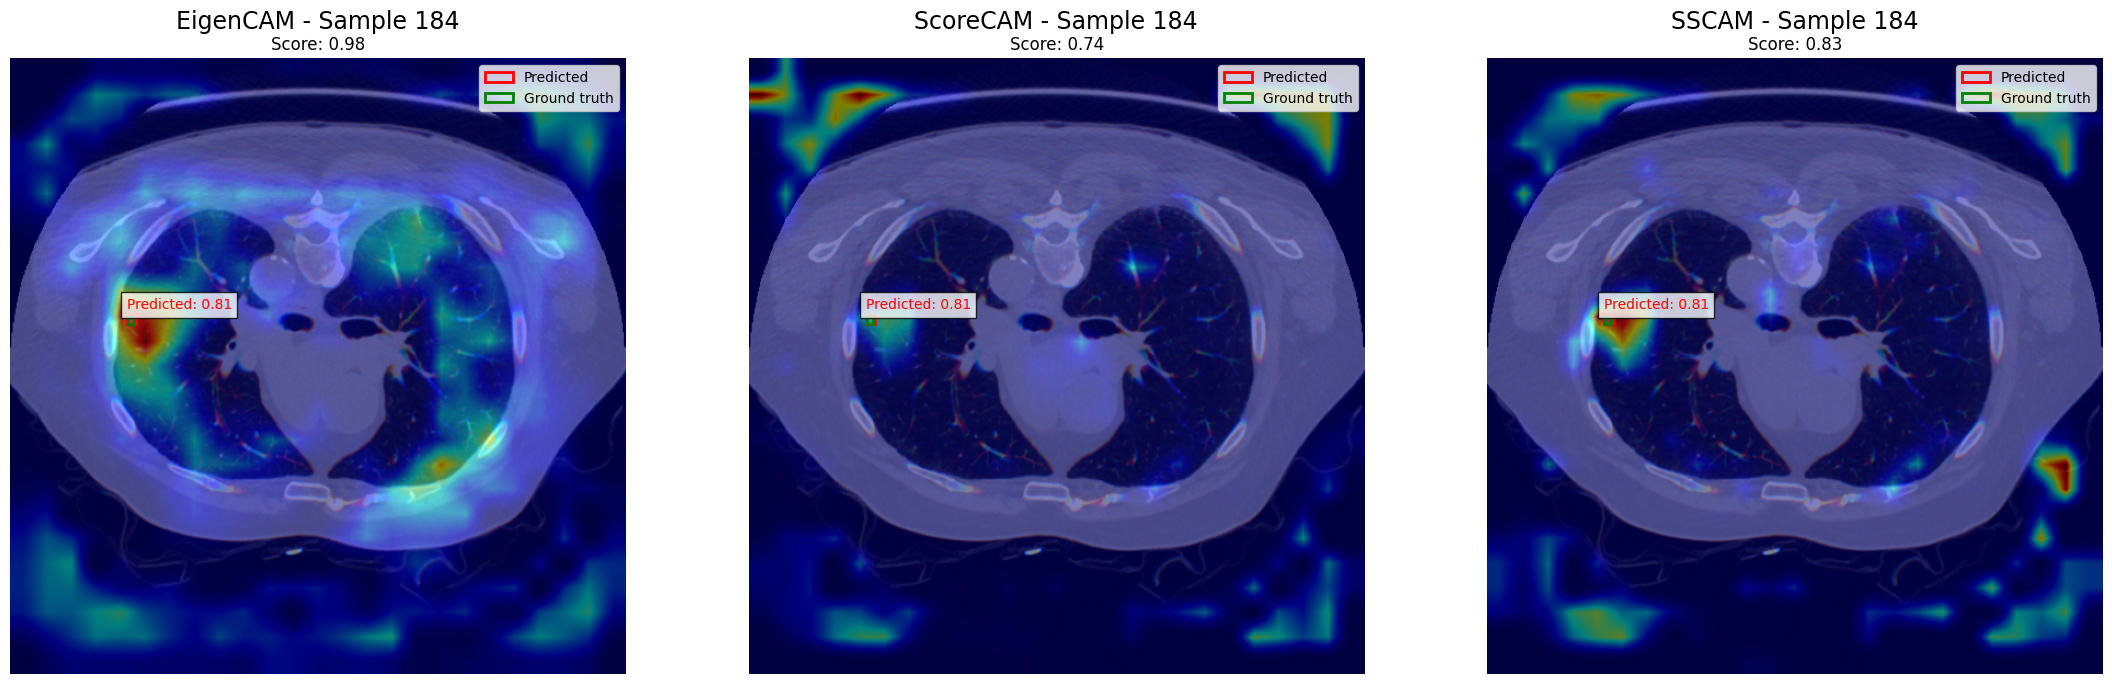 EigenCAM - Sample 184
Score: 0.98
Predicted
Ground truth
Predicted: 0.81
ScoreCAM - Sample 184
Score: 0.74
Predicted
Ground truth
Predicted: 0.81
SSCAM - Sample 184
Score: 0.83
Predicted
Ground truth
Predicted: 0.81